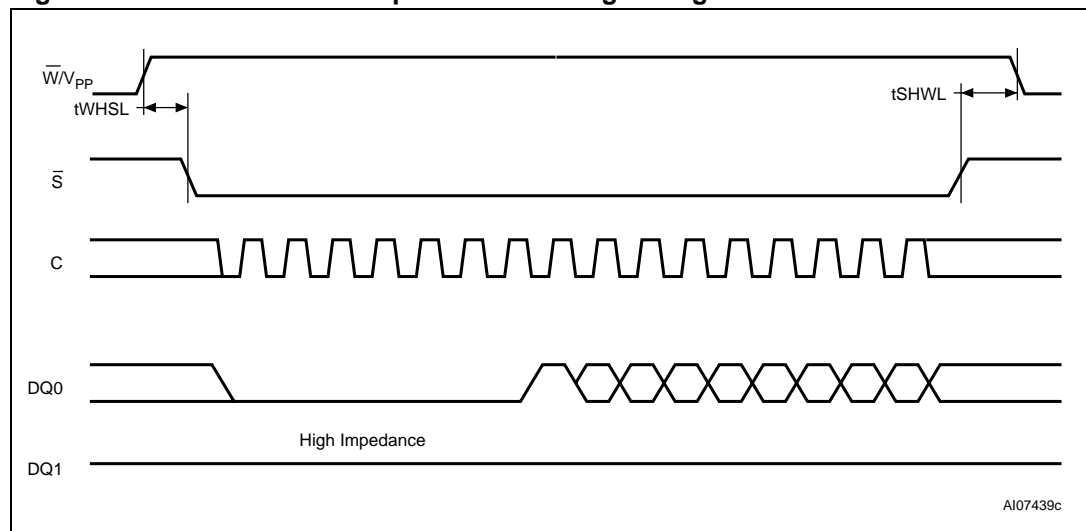 W̅/VPP
tWHSL
tSHWL
S̅
C
DQ0
High Impedance
DQ1
AI07439c